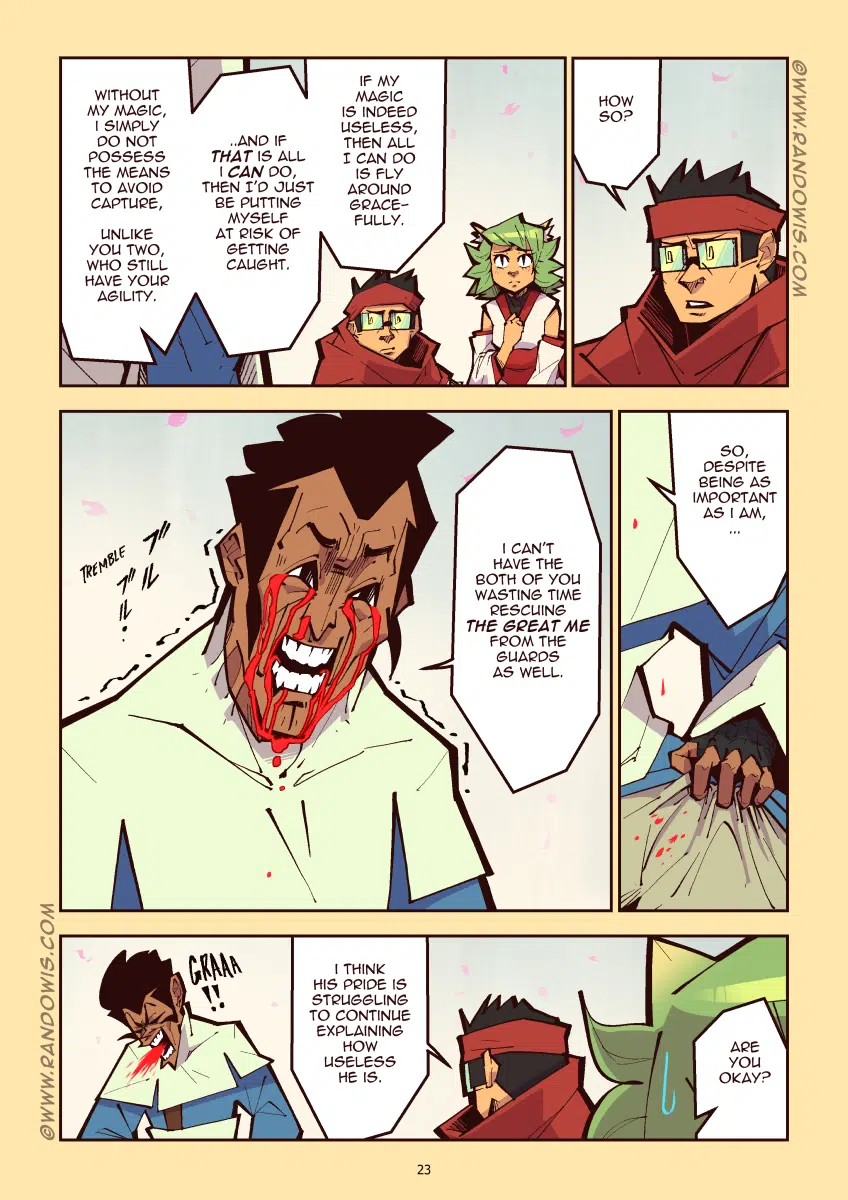 ©WWW.RANDOWIS.COM
HOW
SO?
IF MY
MAGIC
IS INDEED
USELESS,
THEN ALL
I CAN DO
IS FLY
AROUND
GRACE-
FULLY.
..AND IF
THAT IS ALL
I CAN DO,
THEN I'D JUST
BE PUTTING
MYSELF
AT RISK OF
GETTING
CAUGHT.
WITHOUT
MY MAGIC,
I SIMPLY
DO NOT
POSSESS
THE MEANS
TO AVOID
CAPTURE,
UNLIKE
YOU TWO,
WHO STILL
HAVE YOUR
AGILITY.
SO,
DESPITE
BEING AS
IMPORTANT
AS I AM,
...
I CAN'T
HAVE THE
BOTH OF YOU
WASTING TIME
RESCUING
THE GREAT ME
FROM THE
GUARDS
AS WELL.
ブル
ブル
TREMBLE
ARE
YOU
OKAY?
I THINK
HIS PRIDE IS
STRUGGLING
TO CONTINUE
EXPLAINING
HOW
USELESS
HE IS.
GRAAA
!!
©WWW.RANDOWIS.COM
23